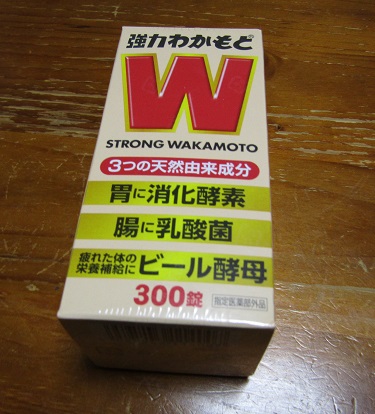 強力わかもと
W
STRONG WAKAMOTO
3つの天然由来成分
胃に消化酵素
腸に乳酸菌
疲れた体の
栄養補給にビール酵母
300錠
指定医薬部外品